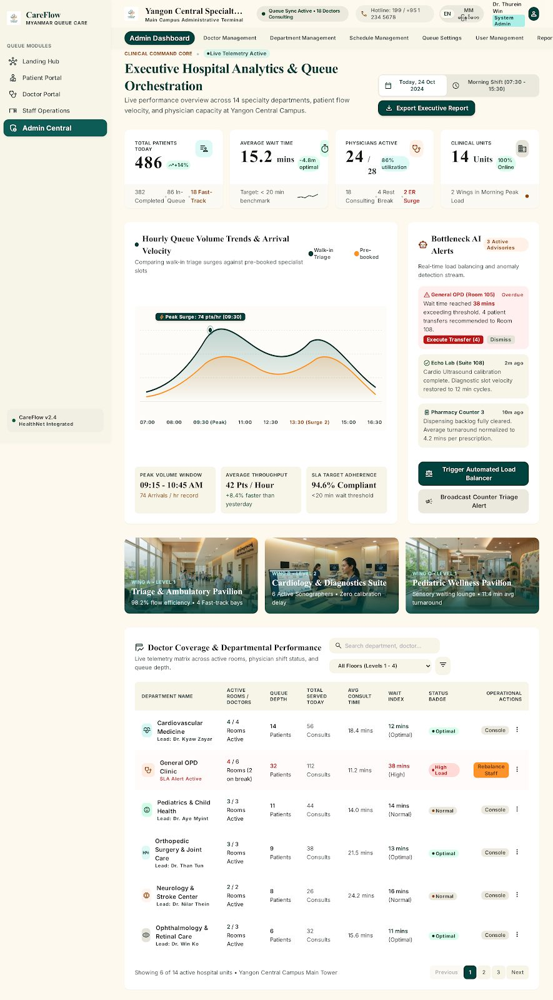 CareFlow
MYANMAR QUEUE CARE
QUEUE MODULES
Landing Hub
Patient Portal
Doctor Portal
Staff Operations
Admin Central
CareFlow v2.4
HealthNet Integrated
Yangon Central Specialt...
Main Campus Administrative Terminal
Queue Sync Active • 18 Doctors
Consulting
Hotline: 199 / +95 1
234 5678
EN
MM
Dr. Thurein
Win
System
Admin
Admin Dashboard
Doctor Management
Department Management
Schedule Management
Queue Settings
User Management
Repor
CLINICAL COMMAND CORE
Live Telemetry Active
Executive Hospital Analytics & Queue
Orchestration
Live performance overview across 14 specialty departments, patient flow
velocity, and physician capacity at Yangon Central Campus.
Today, 24 Oct
2024
Morning Shift (07:30 -
15:30)
Export Executive Report
TOTAL PATIENTS
TODAY
486
+14%
382
Completed
86 In-
Queue
18 Fast-
Track
AVERAGE WAIT TIME
15.2 mins
-4.8m
optimal
Target: < 20 min
benchmark
PHYSICIANS ACTIVE
24 /
28
86%
utilization
18
Consulting
4 Rest
Break
2 ER
Surge
CLINICAL UNITS
14 Units
100%
Online
2 Wings in Morning Peak
Load
Hourly Queue Volume Trends & Arrival
Velocity
Comparing walk-in triage surges against pre-booked specialist
slots
Walk-in
Triage
Pre-
booked
Peak Surge: 74 pts/hr (09:30)
07:00 08:00 09:30 (Peak) 11:00 12:30 13:30 (Surge 2) 15:00 16:30
PEAK VOLUME WINDOW
09:15 - 10:45 AM
74 Arrivals / hr record
AVERAGE THROUGHPUT
42 Pts / Hour
+8.4% faster than
yesterday
SLA TARGET ADHERENCE
94.6% Compliant
<20 min wait threshold
Bottleneck AI
Alerts
3 Active
Advisories
Real-time load balancing and anomaly
detection stream.
General OPD (Room 105) Overdue
Wait time reached 38 mins
exceeding threshold. 4 patient
transfers recommended to Room
108.
Execute Transfer (4) Dismiss
Echo Lab (Suite 108) 2m ago
Cardio Ultrasound calibration
complete. Diagnostic slot velocity
restored to 12 min cycles.
Pharmacy Counter 3 10m ago
Dispensing backlog fully cleared.
Average turnaround normalized to
4.2 mins per prescription.
Trigger Automated Load
Balancer
Broadcast Counter Triage
Alert
WING A • LEVEL 1
Triage & Ambulatory Pavilion
98.2% flow efficiency • 4 Fast-track bays
WING B • LEVEL 2
Cardiology & Diagnostics Suite
6 Active Sonographers • Zero calibration
delay
WING C • LEVEL 1
Pediatric Wellness Pavilion
Sensory waiting lounge • 11.4 min avg
turnaround
Doctor Coverage & Departmental Performance
Live telemetry matrix across active rooms, physician shift status, and
queue depth.
Search department, doctor...
All Floors (Levels 1 - 4)
DEPARTMENT NAME
ACTIVE
ROOMS /
DOCTORS
QUEUE
DEPTH
TOTAL
SERVED
TODAY
AVG
CONSULT
TIME
WAIT
INDEX
STATUS
BADGE
OPERATIONAL
ACTIONS
Cardiovascular
Medicine
Lead: Dr. Kyaw Zayar
4 / 4
Rooms
Active
14
Patients
56
Consults
18.4 mins
12 mins
(Optimal)
Optimal
Console
General OPD
Clinic
SLA Alert Active
4 / 6
Rooms (2
on break)
32
Patients
112
Consults
11.2 mins
38 mins
(High)
High
Load
Rebalance
Staff
Pediatrics & Child
Health
Lead: Dr. Aye Myint
3 / 3
Rooms
Active
11
Patients
44
Consults
14.0 mins
14 mins
(Normal)
Normal
Console
Orthopedic
Surgery & Joint
Care
Lead: Dr. Than Tun
3 / 3
Rooms
Active
9
Patients
38
Consults
21.5 mins
13 mins
(Optimal)
Optimal
Console
Neurology &
Stroke Center
Lead: Dr. Nilar Thein
2 / 2
Rooms
Active
8
Patients
26
Consults
24.2 mins
16 mins
(Normal)
Normal
Console
Ophthalmology &
Retinal Care
Lead: Dr. Win Ko
2 / 3
Rooms
Active
6
Patients
32
Consults
15.6 mins
11 mins
(Optimal)
Optimal
Console
Showing 6 of 14 active hospital units • Yangon Central Campus Main Tower
Previous 1 2 3 Next